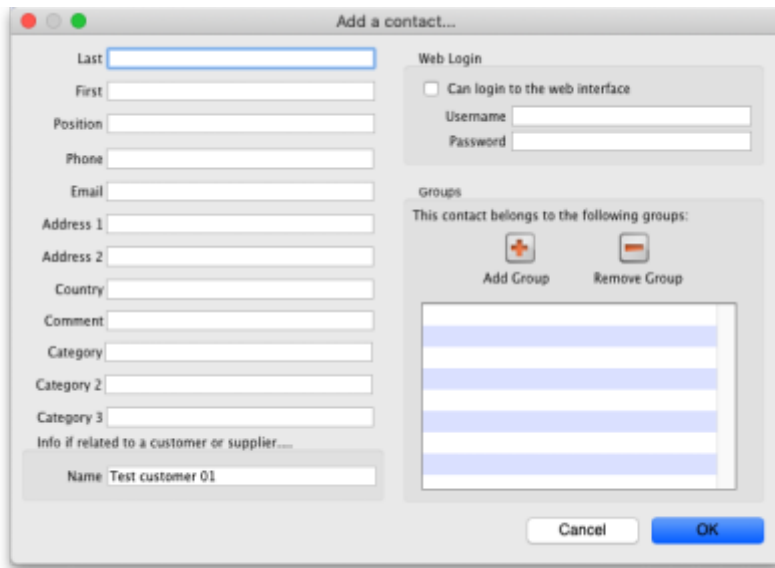 Add a contact...
Last
First
Position
Phone
Email
Address 1
Address 2
Country
Comment
Category
Category 2
Category 3
Info if related to a customer or supplier....
Name Test customer 01
Web Login
Can login to the web interface
Username
Password
Groups
This contact belongs to the following groups:
Add Group Remove Group
Cancel OK